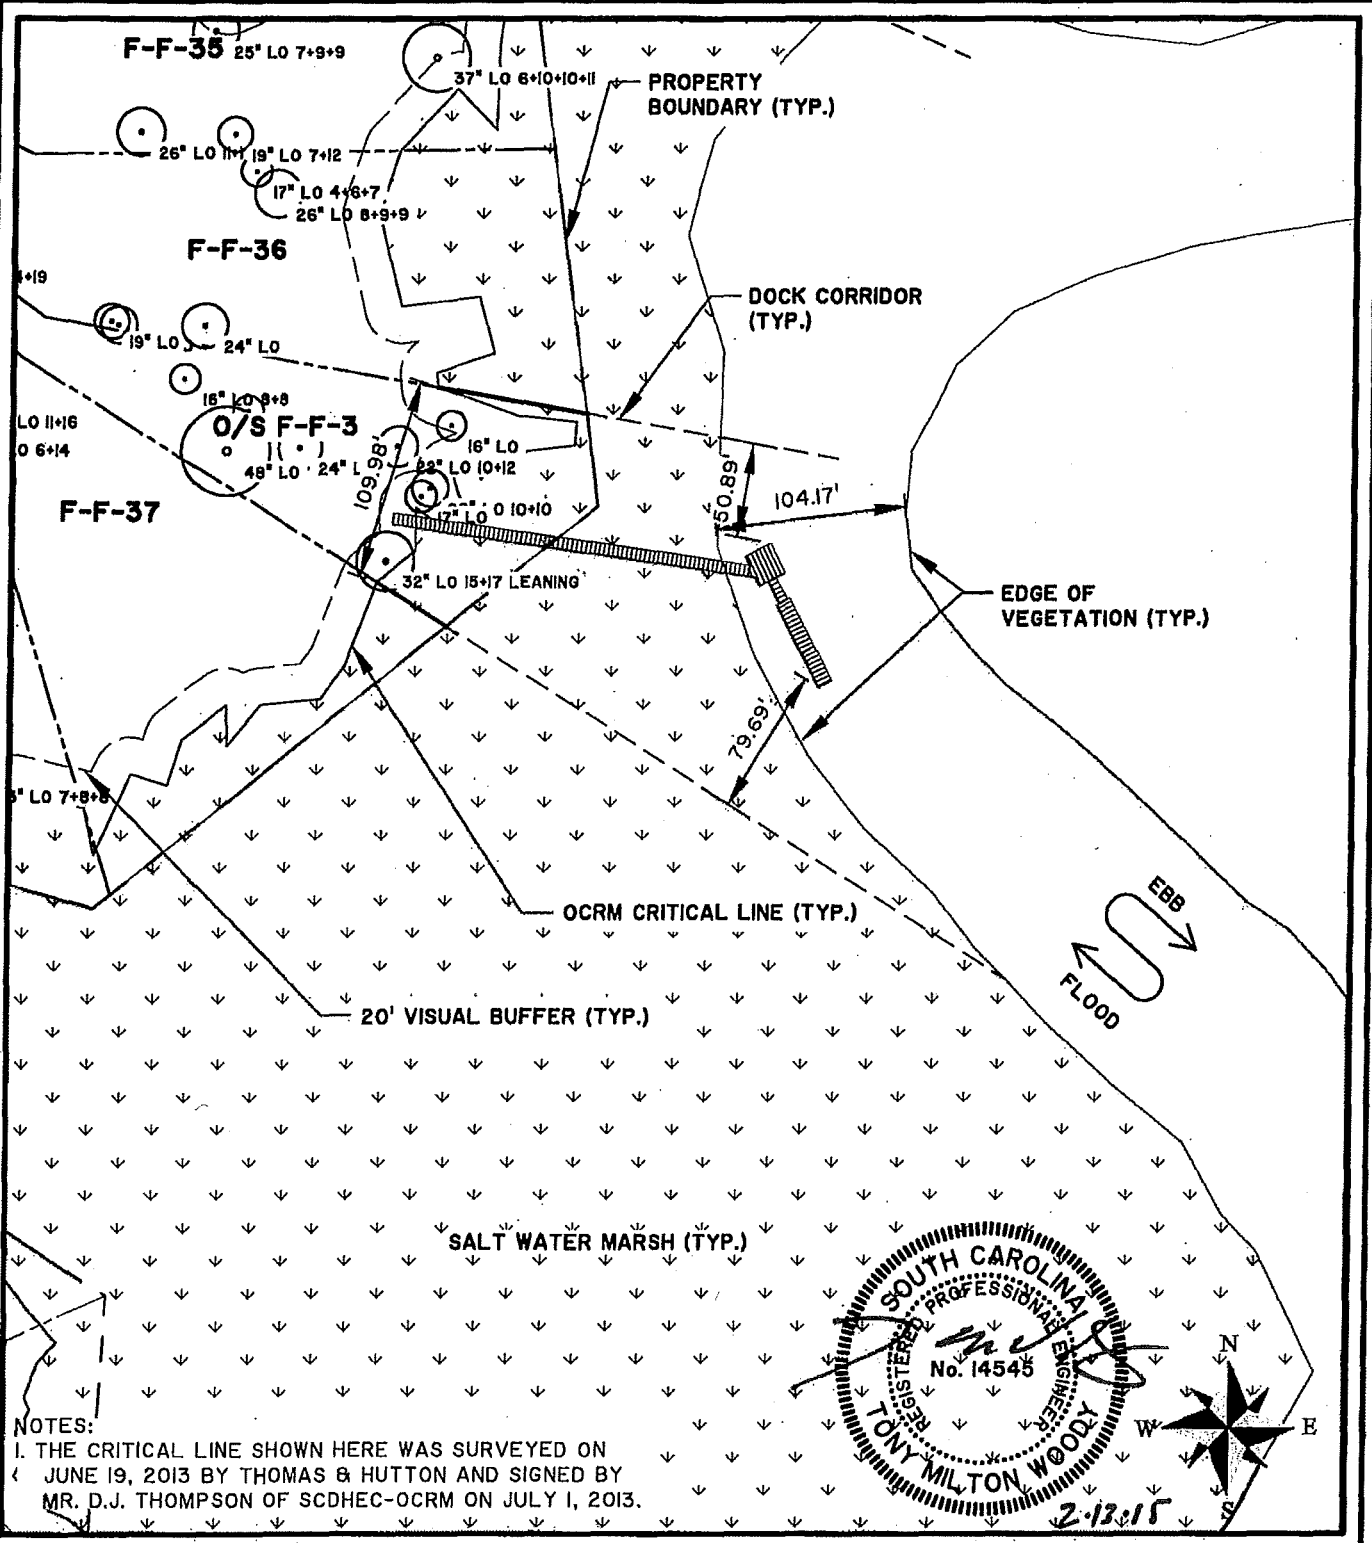 F-F-35
25" LO 7+9+9
37" LO 6+10+10+11
PROPERTY
BOUNDARY (TYP.)
26" LO 11+1
19" LO 7+12
17" LO 4+6+7
26" LO 8+9+9
F-F-36
+19
DOCK CORRIDOR
(TYP.)
19" LO
24" LO
16" LO 8+8
LO 11+16
O/S F-F-3
16" LO
O 6+14
48" LO
24" L
22" LO 10+12
109.98'
50.89'
104.17'
F-F-37
17" LO
O 10+10
32" LO 15+17 LEANING
EDGE OF
VEGETATION (TYP.)
79.69'
" LO 7+8+8
EBB
FLOOD
OCRM CRITICAL LINE (TYP.)
20' VISUAL BUFFER (TYP.)
SALT WATER MARSH (TYP.)
SOUTH CAROLINA
REGISTERED PROFESSIONAL ENGINEER
No. 14545
TONY MILTON WOODY
2·13·15
N
W
E
S
NOTES:
1. THE CRITICAL LINE SHOWN HERE WAS SURVEYED ON
JUNE 19, 2013 BY THOMAS & HUTTON AND SIGNED BY
MR. D.J. THOMPSON OF SCDHEC-OCRM ON JULY 1, 2013.